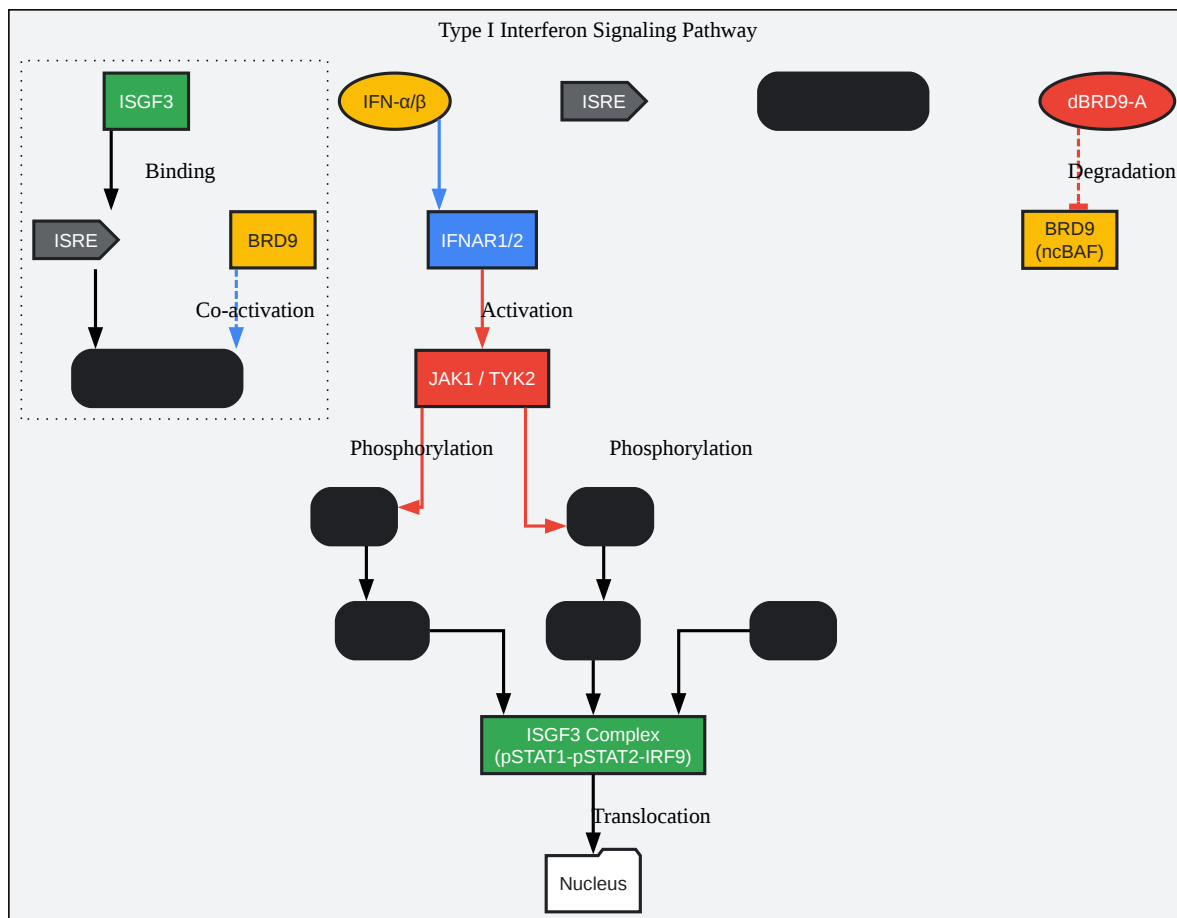 Type I Interferon Signaling Pathway
ISGF3
IFN-α/β
ISRE
dBRD9-A
Binding
Degradation
ISRE
BRD9
IFNAR1/2
BRD9
(ncBAF)
Co-activation
Activation
JAK1 / TYK2
Phosphorylation
Phosphorylation
ISGF3 Complex
(pSTAT1-pSTAT2-IRF9)
Translocation
Nucleus